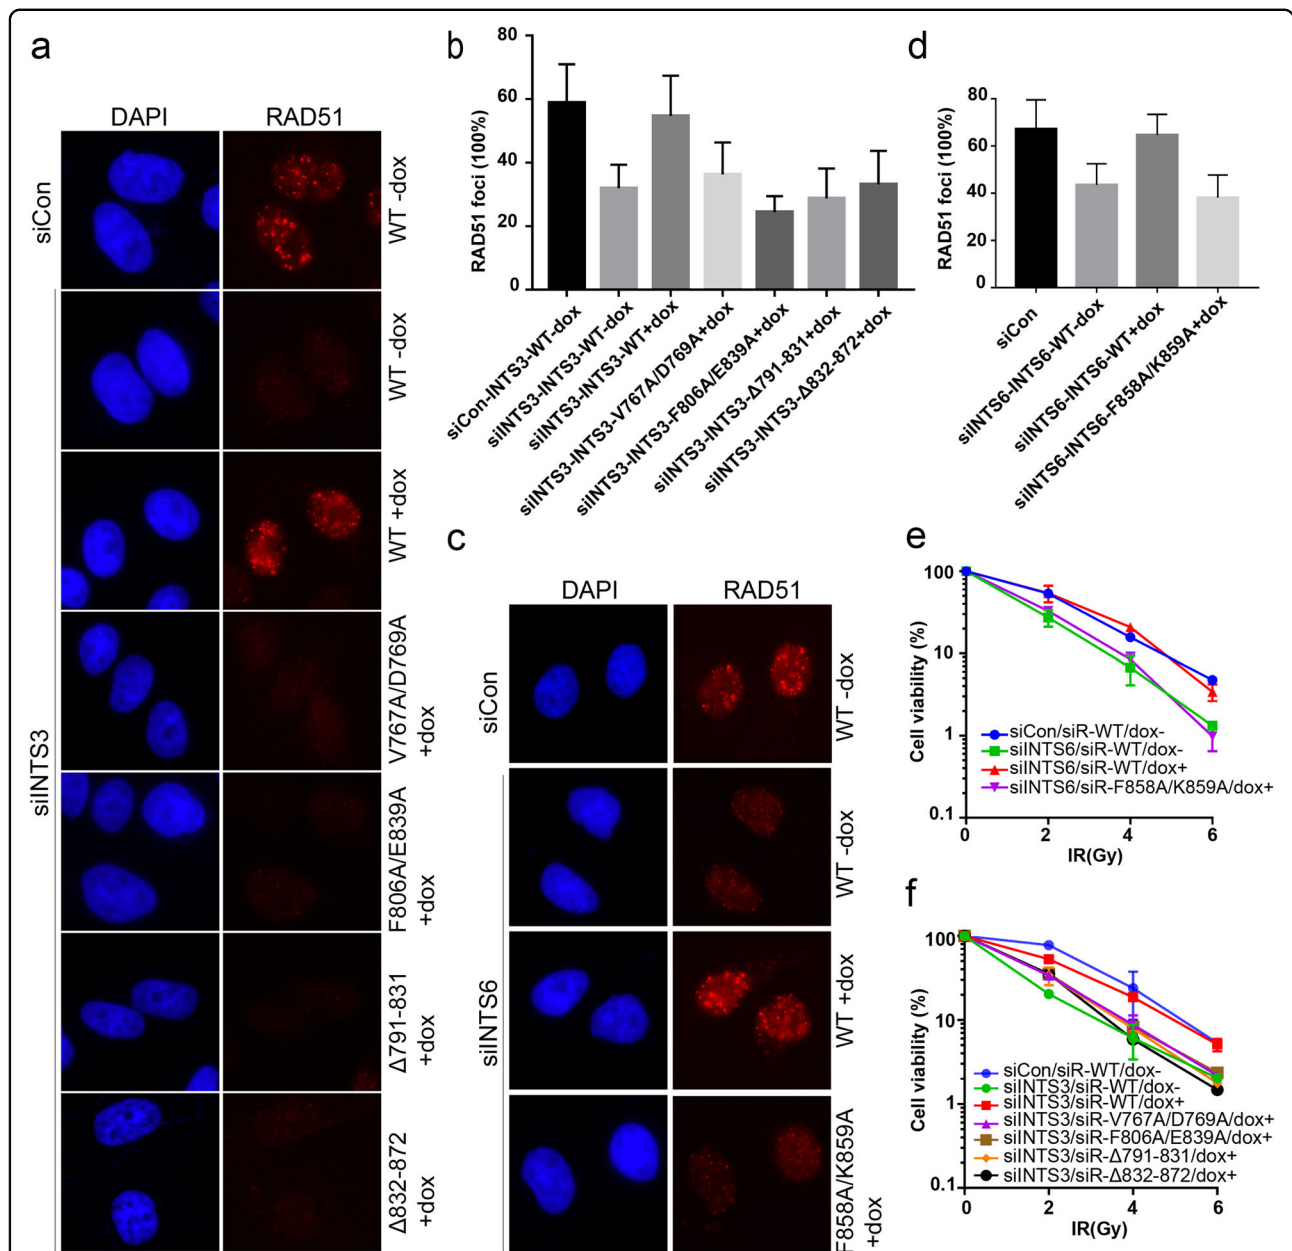 a
DAPI RAD51
siCon
WT -dox
siINTS3
WT -dox
WT +dox
V767A/D769A
+dox
F806A/E839A
+dox
Δ791-831
+dox
Δ832-872
+dox
b
RAD51 foci (100%)
80
60
40
20
0
siCon-INTS3-WT-dox
siINTS3-INTS3-WT-dox
siINTS3-INTS3-WT+dox
siINTS3-INTS3-V767A/D769A+dox
siINTS3-INTS3-F806A/E839A+dox
siINTS3-INTS3-Δ791-831+dox
siINTS3-INTS3-Δ832-872+dox
c
DAPI RAD51
siCon
WT -dox
siINTS6
WT -dox
WT +dox
F858A/K859A
+dox
d
RAD51 foci (100%)
80
60
40
20
0
siCon
siINTS6-INTS6-WT-dox
siINTS6-INTS6-WT+dox
siINTS6-INTS6-F858A/K859A+dox
e
Cell viability (%)
100
10
1
0.1
siCon/siR-WT/dox-
siINTS6/siR-WT/dox-
siINTS6/siR-WT/dox+
siINTS6/siR-F858A/K859A/dox+
0 2 4 6
IR(Gy)
f
Cell viability (%)
100
10
1
0.1
siCon/siR-WT/dox-
siINTS3/siR-WT/dox-
siINTS3/siR-WT/dox+
siINTS3/siR-V767A/D769A/dox+
siINTS3/siR-F806A/E839A/dox+
siINTS3/siR-Δ791-831/dox+
siINTS3/siR-Δ832-872/dox+
0 2 4 6
IR(Gy)